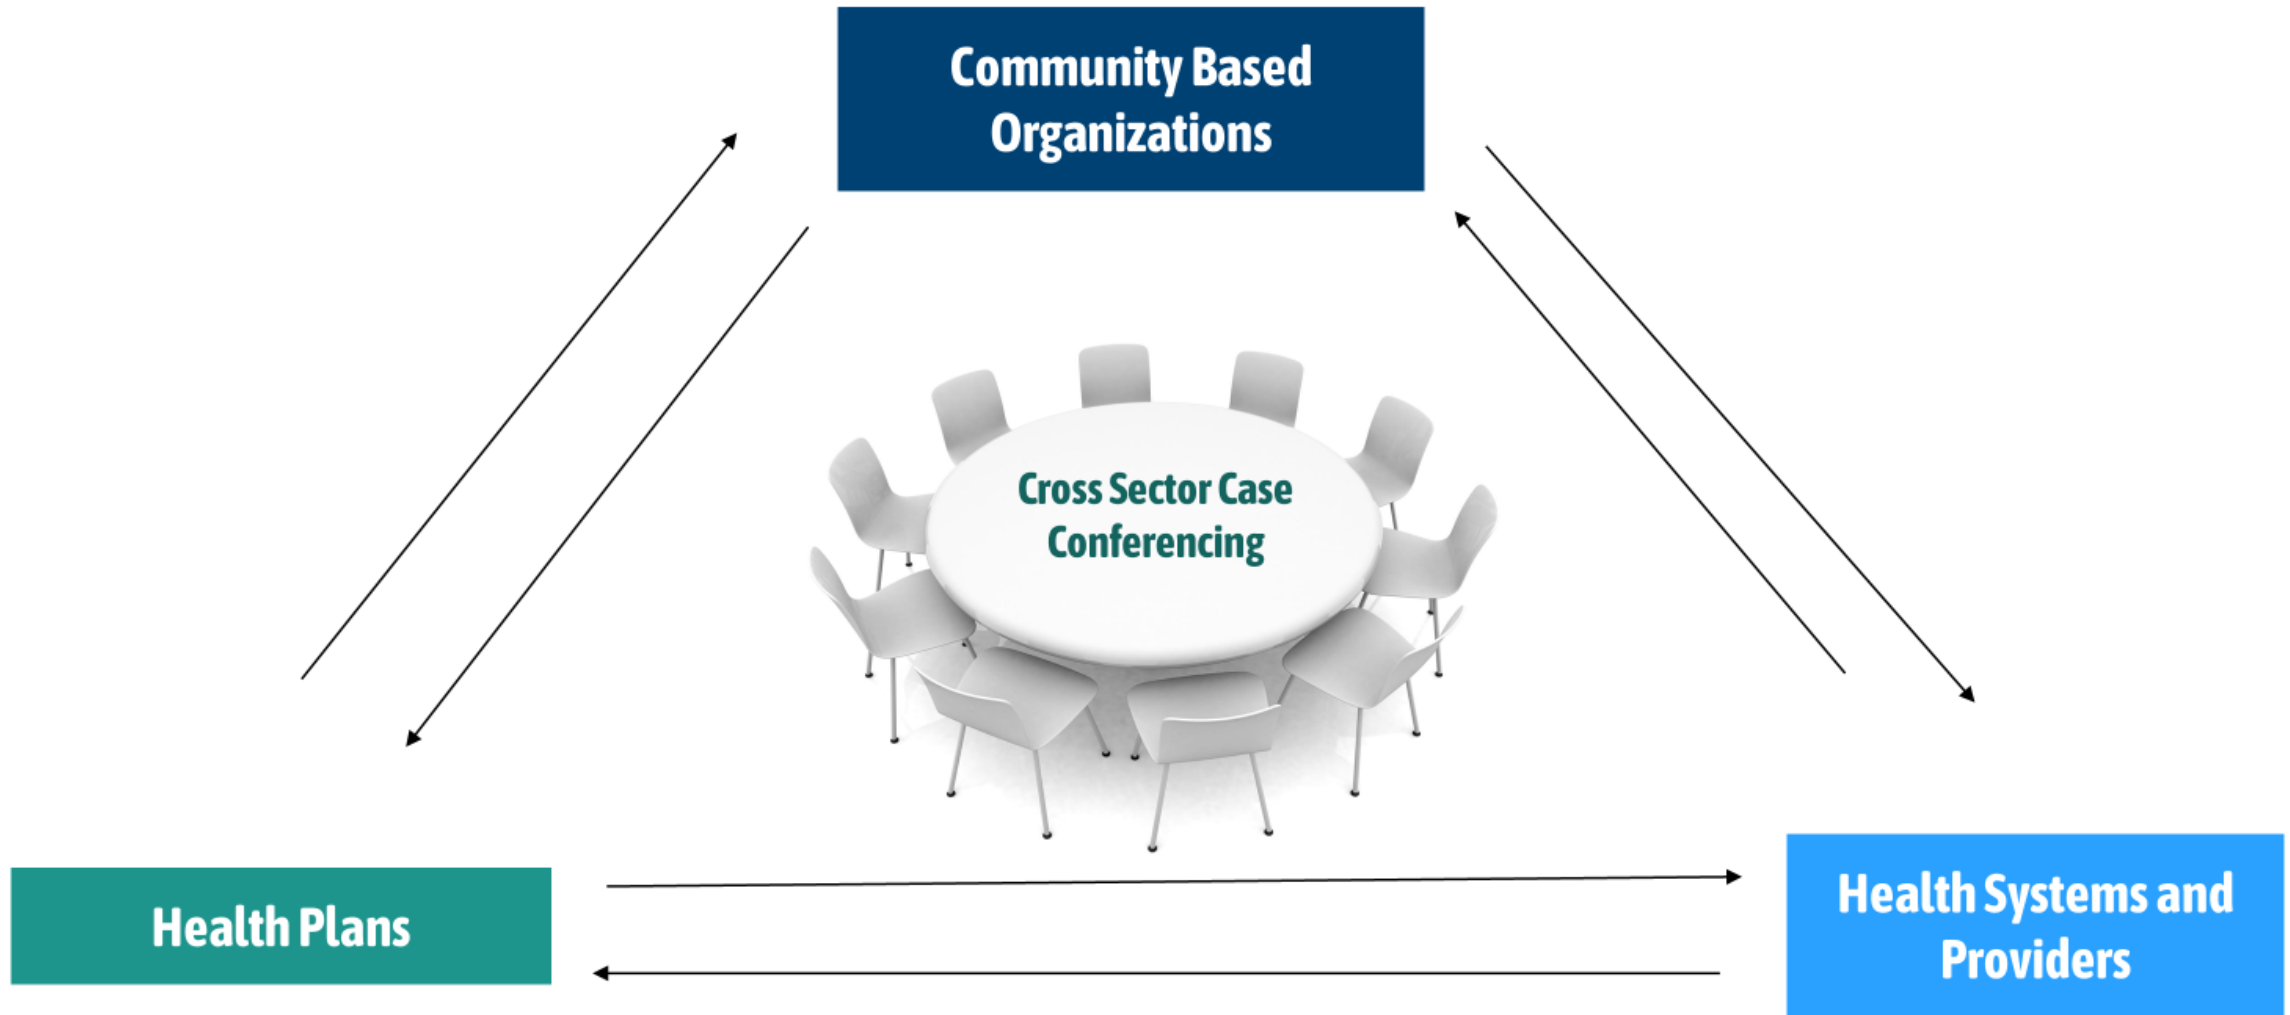 Community Based
Organizations
Cross Sector Case
Conferencing
Health Plans
Health Systems and
Providers